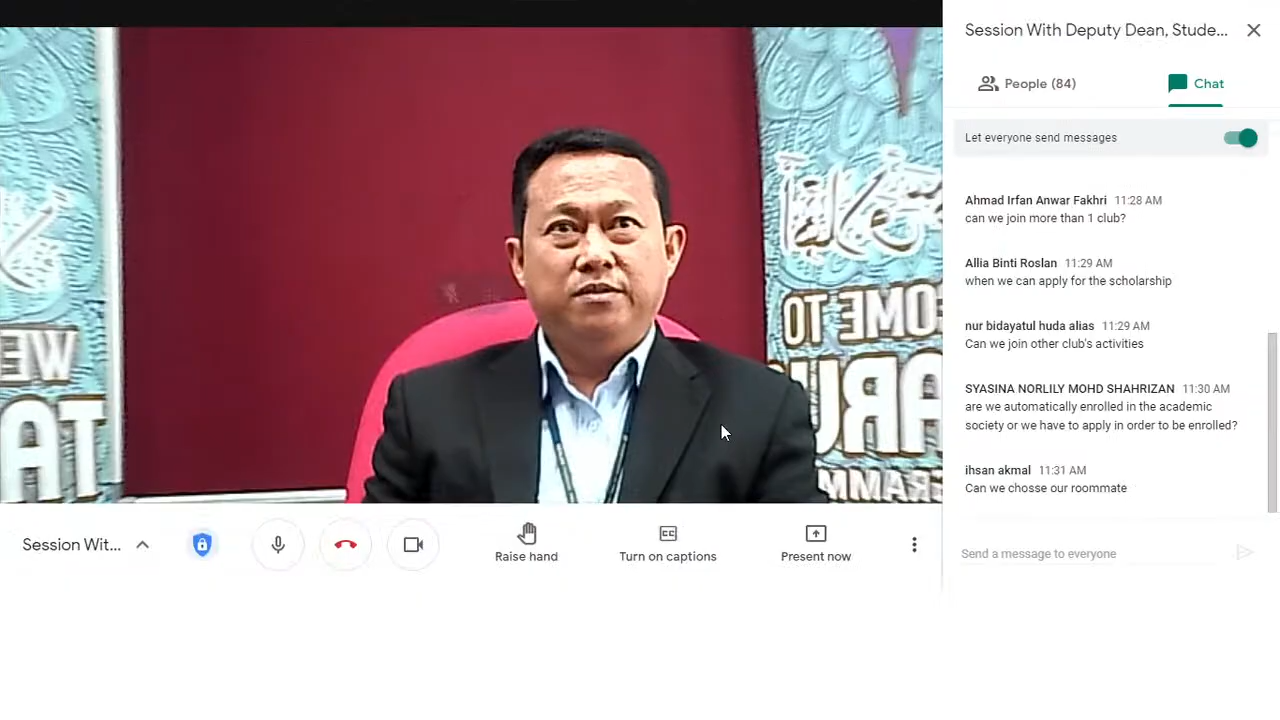 WE
TA
COME TO
ARU
RAMM
Session With Deputy Dean, Stude...
People (84)
Chat
Let everyone send messages
Ahmad Irfan Anwar Fakhri 11:28 AM
can we join more than 1 club?
Allia Binti Roslan 11:29 AM
when we can apply for the scholarship
nur bidayatul huda alias 11:29 AM
Can we join other club's activities
SYASINA NORLILY MOHD SHAHRIZAN 11:30 AM
are we automatically enrolled in the academic
society or we have to apply in order to be enrolled?
ihsan akmal 11:31 AM
Can we chosse our roommate
Send a message to everyone
Session Wit...
Raise hand
CC
Turn on captions
Present now